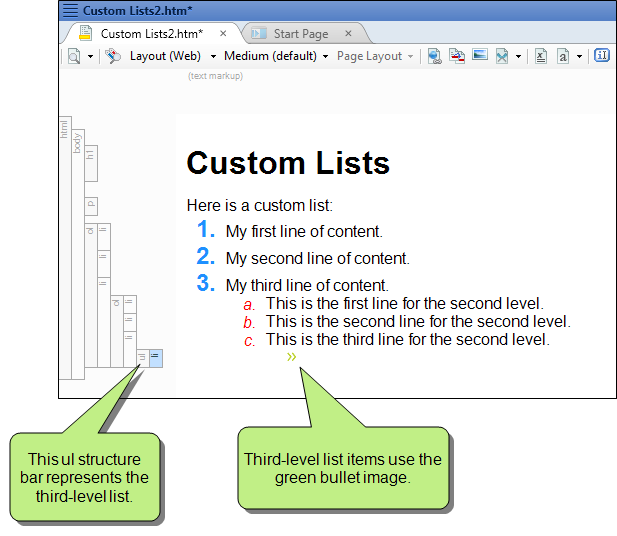 Custom Lists2.htm*
Custom Lists2.htm* × Start Page ×
Layout (Web) Medium (default) Page Layout
(text markup)
html
body
h1
p
ol
li
li
li
ol
li
li
li
ul
li
Custom Lists
Here is a custom list:
1. My first line of content.
2. My second line of content.
3. My third line of content.
a. This is the first line for the second level.
b. This is the second line for the second level.
c. This is the third line for the second level.
»
This ul structure
bar represents the
third-level list.
Third-level list items use the
green bullet image.